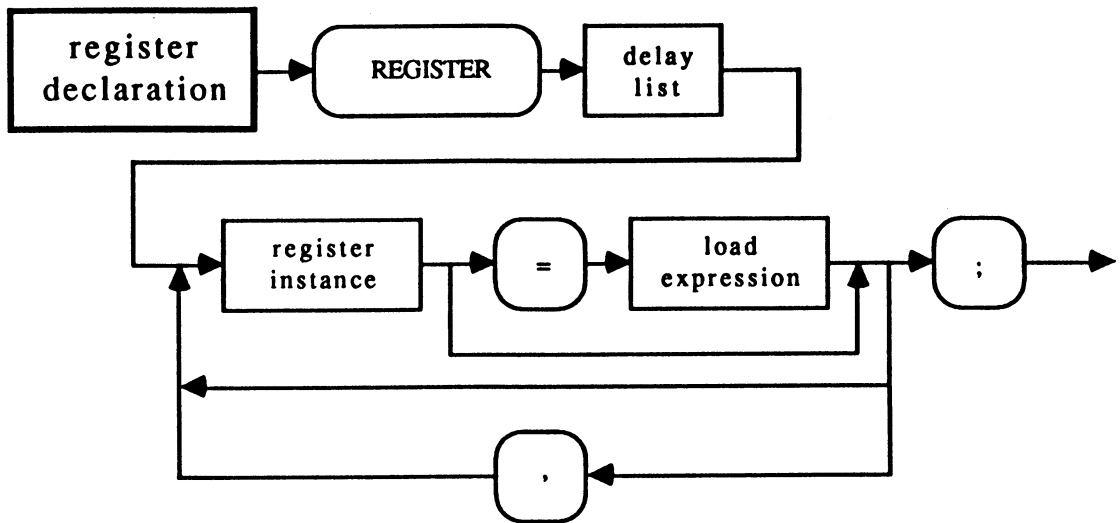 register
declaration
REGISTER
delay
list
register
instance
=
load
expression
;
,